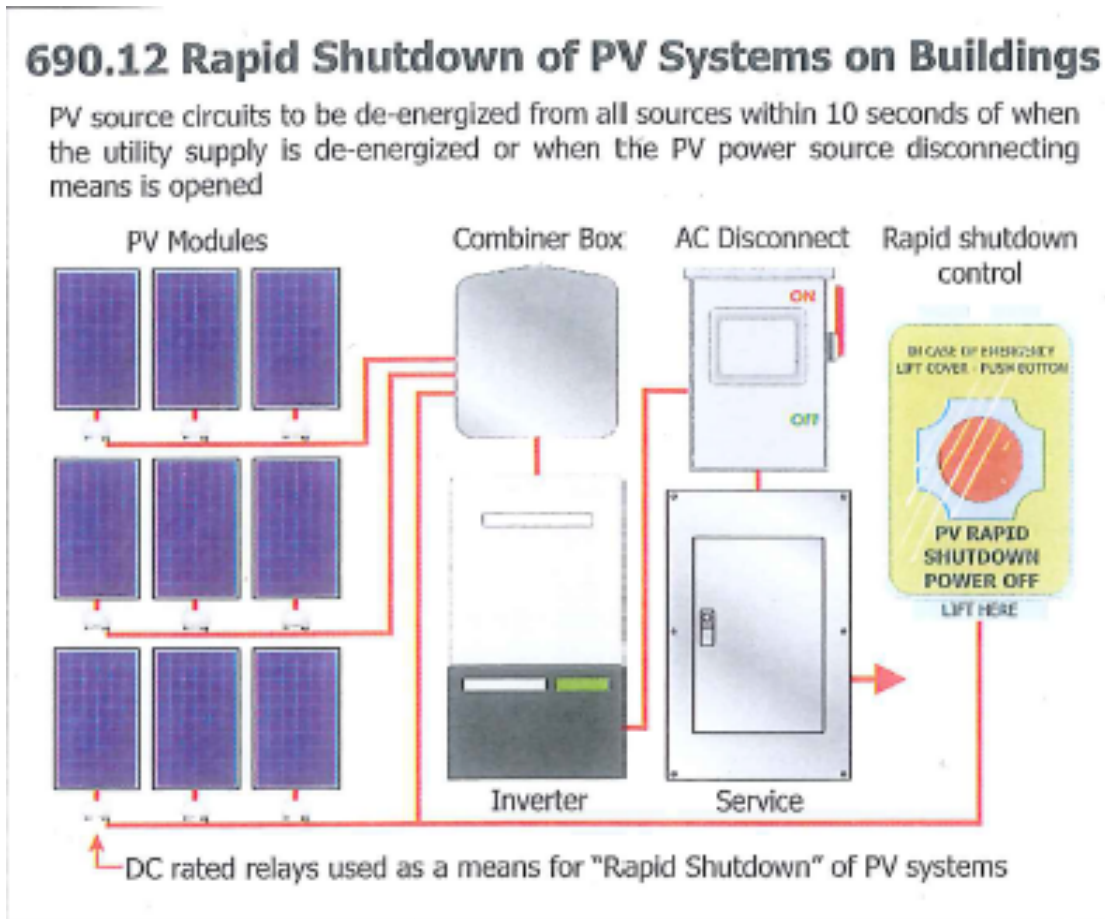 690.12 Rapid Shutdown of PV Systems on Buildings
PV source circuits to be de-energized from all sources within 10 seconds of when
the utility supply is de-energized or when the PV power source disconnecting
means is opened
PV Modules
Combiner Box
AC Disconnect
Rapid shutdown
control
ON
OFF
IN CASE OF EMERGENCY
LIFT COVER - PUSH BUTTON
PV RAPID
SHUTDOWN
POWER OFF
LIFT HERE
Inverter
Service
DC rated relays used as a means for “Rapid Shutdown” of PV systems